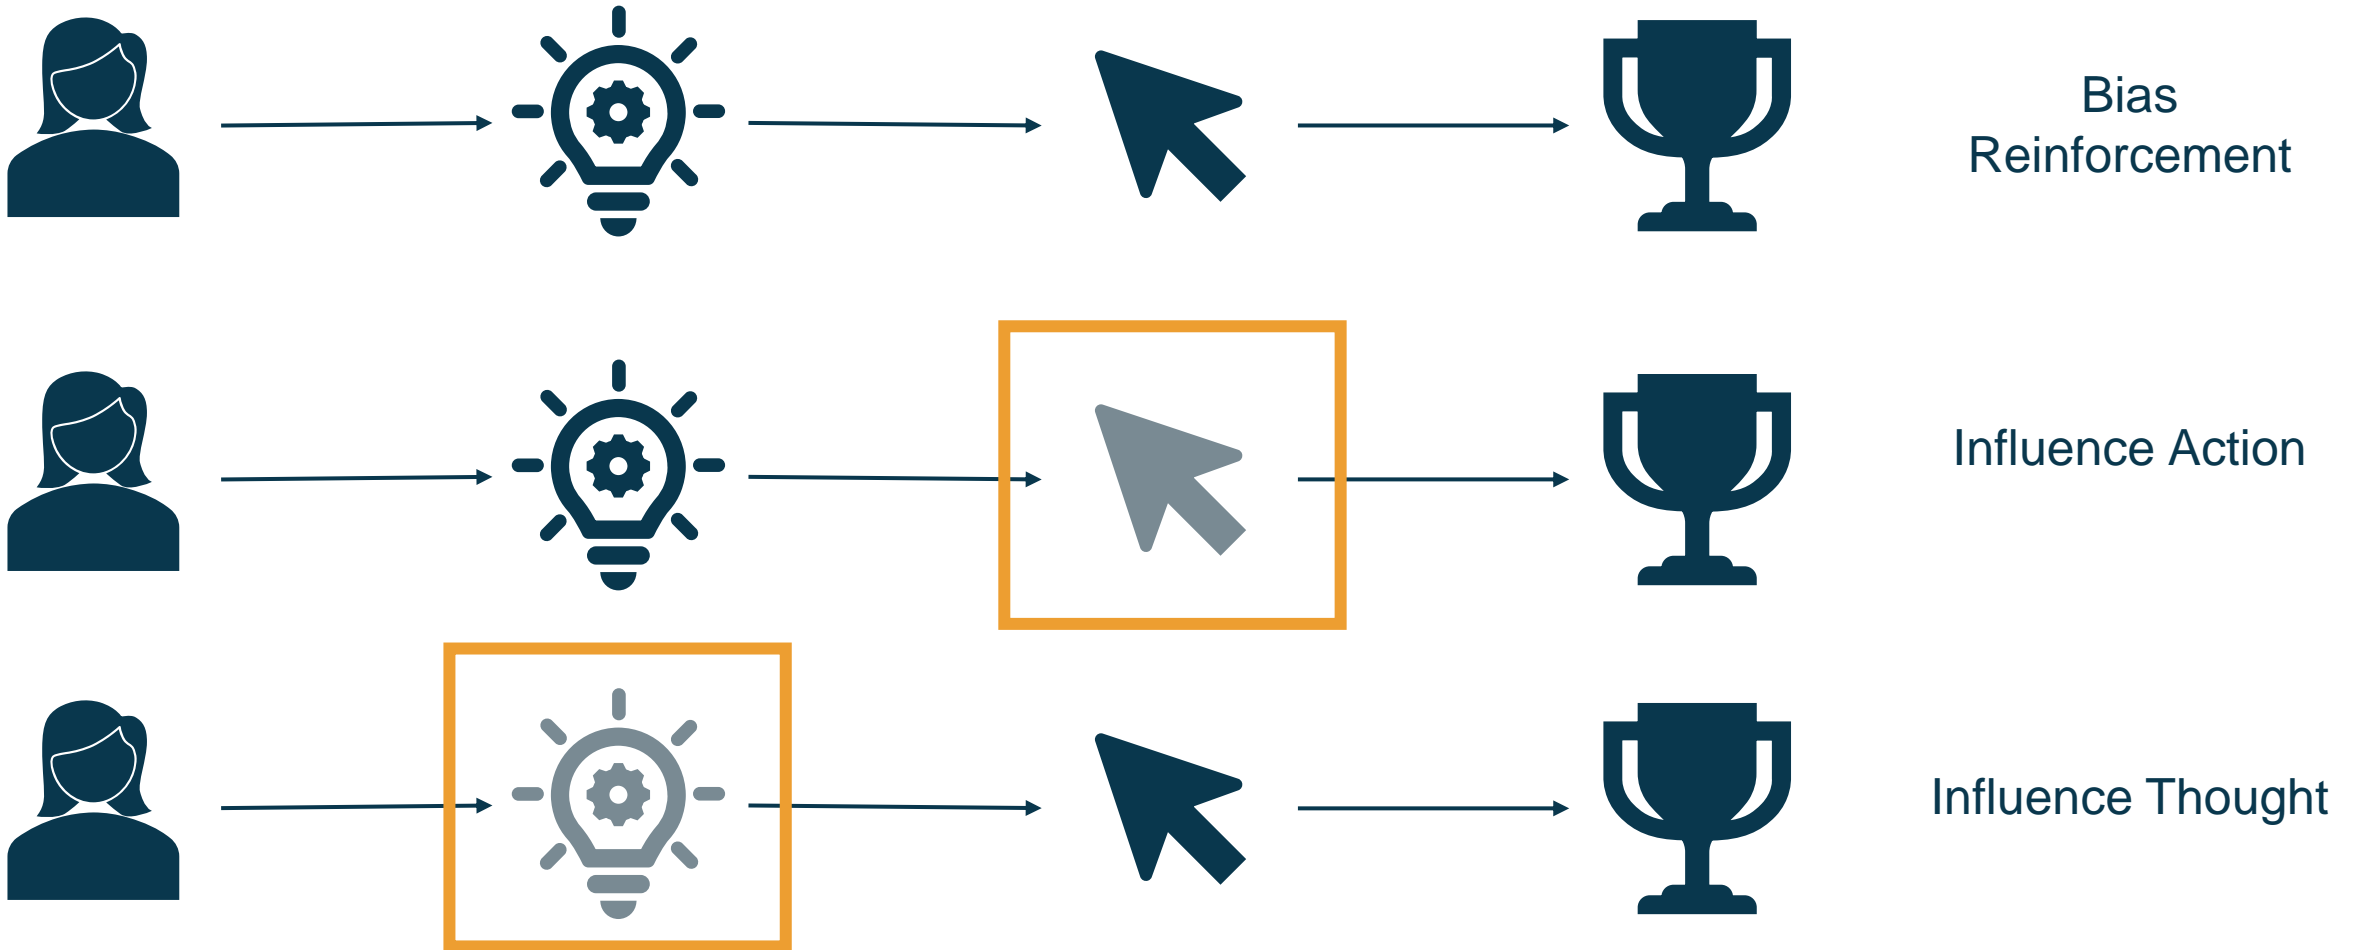 Bias
Reinforcement
Influence Action
Influence Thought